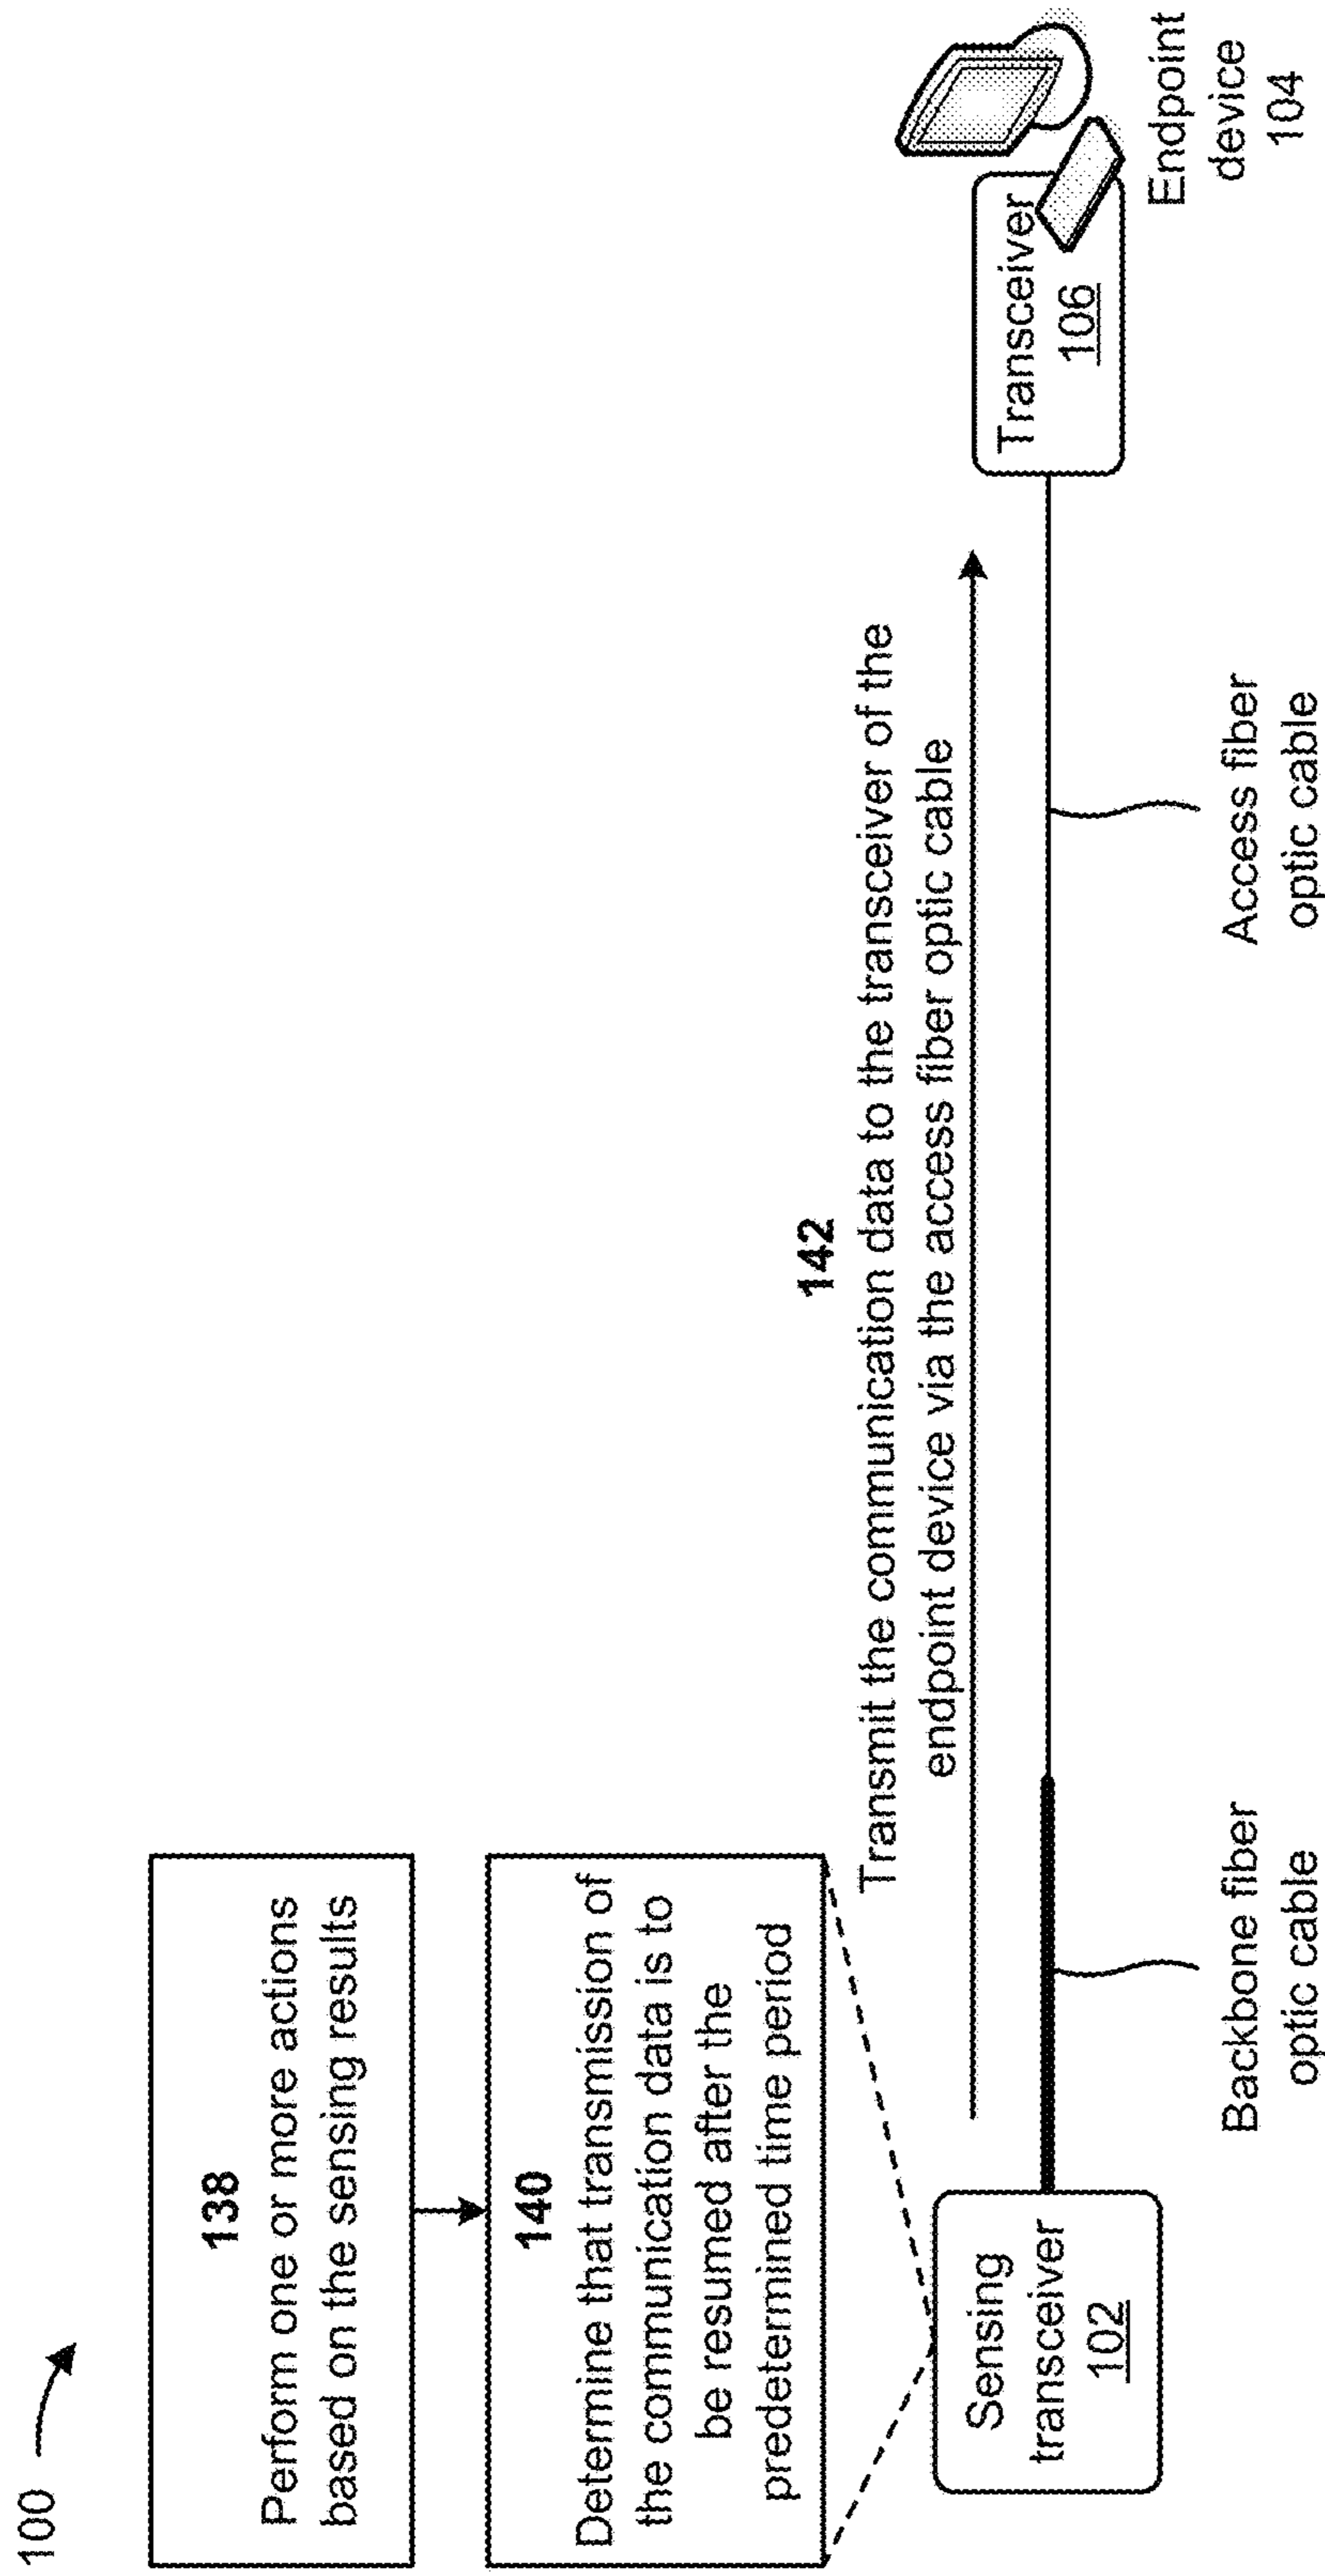 100
138
Perform one or more actions
based on the sensing results
140
Determine that transmission of
the communication data is to
be resumed after the
predetermined time period
142
Transmit the communication data to the transceiver of the
endpoint device via the access fiber optic cable
Sensing
transceiver
102
Transceiver
106
Endpoint
device
104
Backbone fiber
optic cable
Access fiber
optic cable